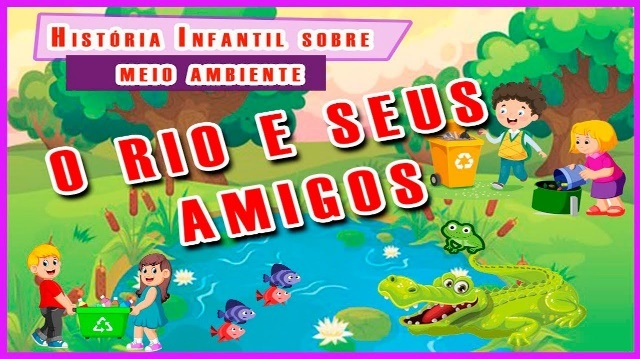 História Infantil sobre
meio ambiente
O RIO E SEUS
AMIGOS